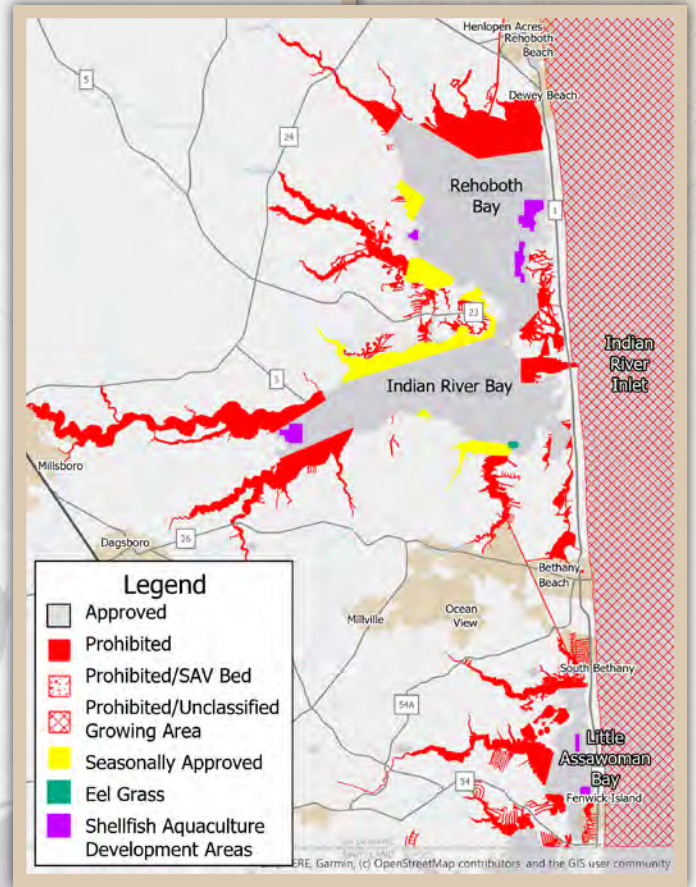 Henlopen Acres
Rehoboth
Beach
5
Dewey Beach
24
Rehoboth
Bay
1
23
Indian
River
Inlet
5
Indian River Bay
Millsboro
26
Dagsboro
Bethany
Beach
Legend
Approved
Prohibited
Prohibited/SAV Bed
Prohibited/Unclassified
Growing Area
Seasonally Approved
Eel Grass
Shellfish Aquaculture
Development Areas
Millville
Ocean
View
South Bethany
54A
Little
Assawoman
Bay
54
Fenwick Island
MARYLAND
ERE, Garmin, (c) OpenStreetMap contributors, and the GIS user community